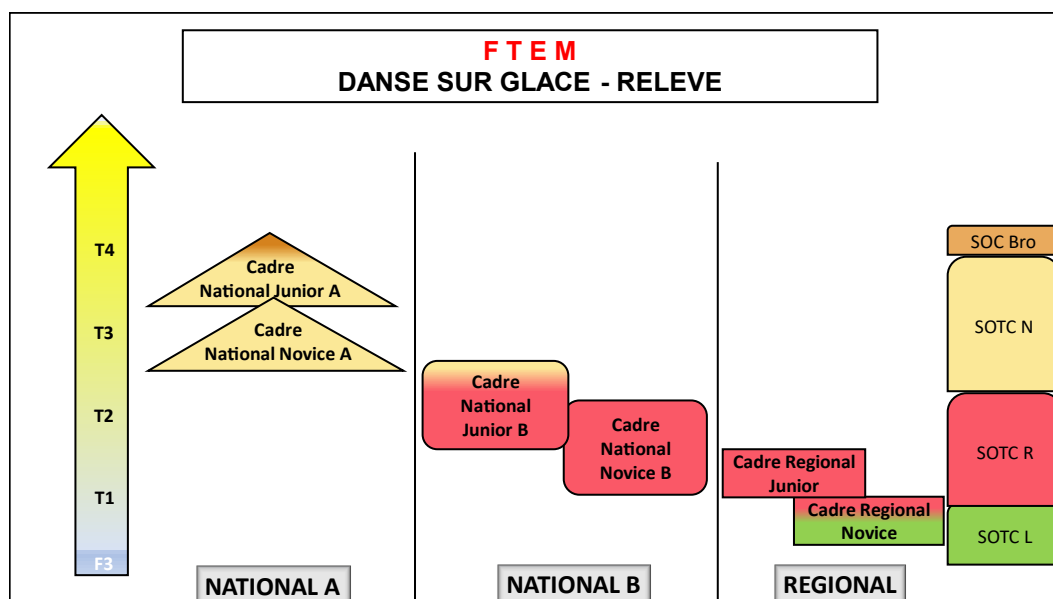 F T E M
DANSE SUR GLACE - RELEVE
T4
T3
T2
T1
F3
Cadre
National Junior A
Cadre
National Novice A
NATIONAL A
Cadre
National
Junior B
Cadre
National
Novice B
NATIONAL B
Cadre Regional
Junior
Cadre Regional
Novice
REGIONAL
SOC Bro
SOTC N
SOTC R
SOTC L